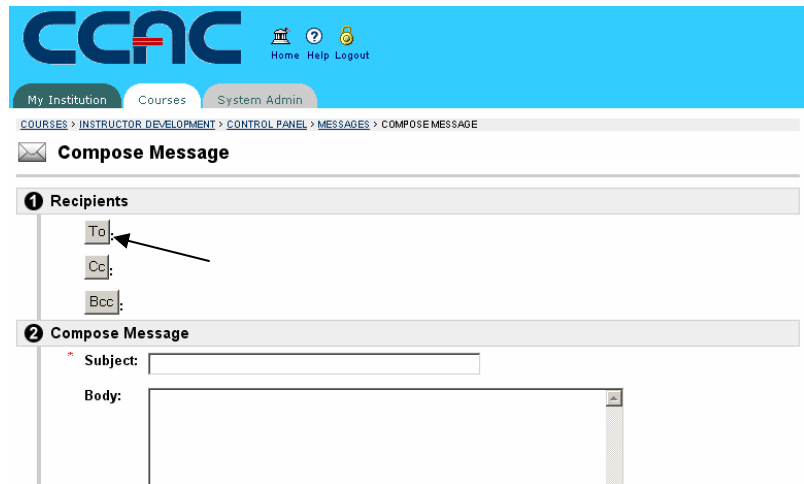 CCAC
Home Help Logout
My Institution Courses System Admin
COURSES > INSTRUCTOR DEVELOPMENT > CONTROL PANEL > MESSAGES > COMPOSE MESSAGE
Compose Message
1 Recipients
To :
Cc :
Bcc :
2 Compose Message
* Subject:
Body: